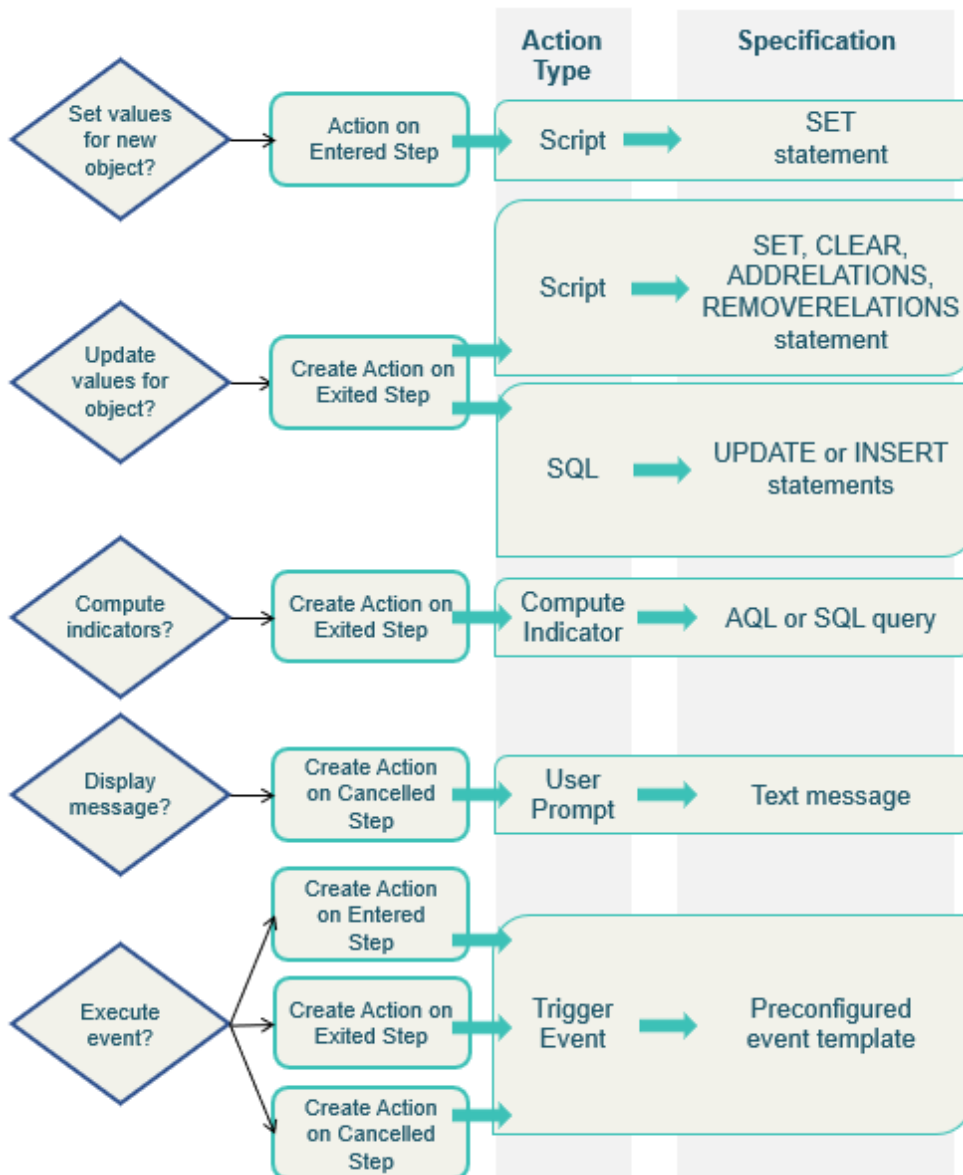 Action
Type
Specification
Set values
for new
object?
Action on
Entered Step
Script
SET
statement
Update
values for
object?
Create Action on
Exited Step
Script
SET, CLEAR,
ADDRELATIONS,
REMOVERELATIONS
statement
SQL
UPDATE or INSERT
statements
Compute
indicators?
Create Action on
Exited Step
Compute
Indicator
AQL or SQL query
Display
message?
Create Action
on Cancelled
Step
User
Prompt
Text message
Execute
event?
Create Action
on Entered
Step
Create Action on
Exited Step
Create Action
on Cancelled
Step
Trigger
Event
Preconfigured
event template